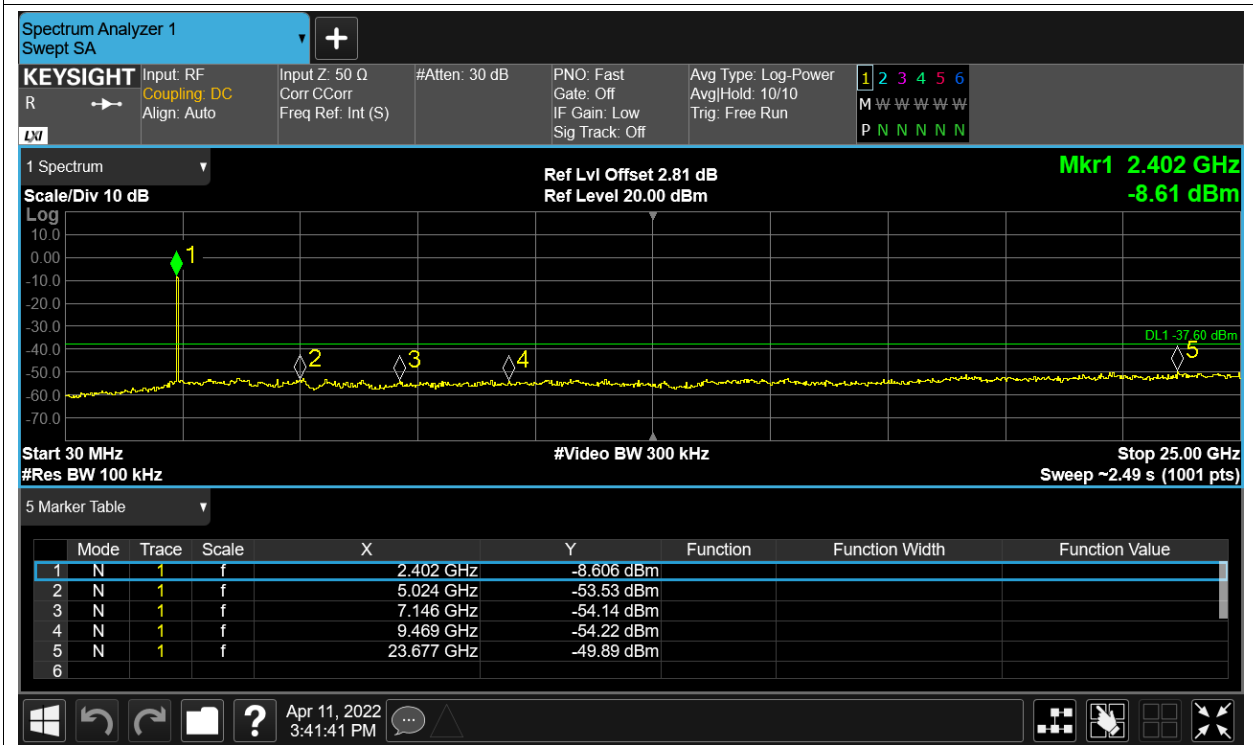 Spectrum Analyzer 1
Swept SA
+
KEYSIGHT Input: RF Input Z: 50 Ω #Atten: 30 dB PNO: Fast Avg Type: Log-Power 1 2 3 4 5 6
R Coupling: DC Corr CCorr Gate: Off Avg|Hold: 10/10 M W W W W W W
Align: Auto Freq Ref: Int (S) IF Gain: Low Trig: Free Run
LXI Sig Track: Off P N N N N N N
1 Spectrum Ref Lvl Offset 2.81 dB Mkr1 2.402 GHz
Scale/Div 10 dB Ref Level 20.00 dBm -8.61 dBm
Log
10.0
0.00 1
-10.0
-20.0
-30.0
DL1 -37.60 dBm
-40.0 2 3 4 5
-50.0
-60.0
-70.0
Start 30 MHz #Video BW 300 kHz Stop 25.00 GHz
#Res BW 100 kHz Sweep ~2.49 s (1001 pts)
5 Marker Table
Mode Trace Scale X Y Function Function Width Function Value
1 N 1 f 2.402 GHz -8.606 dBm
2 N 1 f 5.024 GHz -53.53 dBm
3 N 1 f 7.146 GHz -54.14 dBm
4 N 1 f 9.469 GHz -54.22 dBm
5 N 1 f 23.677 GHz -49.89 dBm
6
? Apr 11, 2022
3:41:41 PM